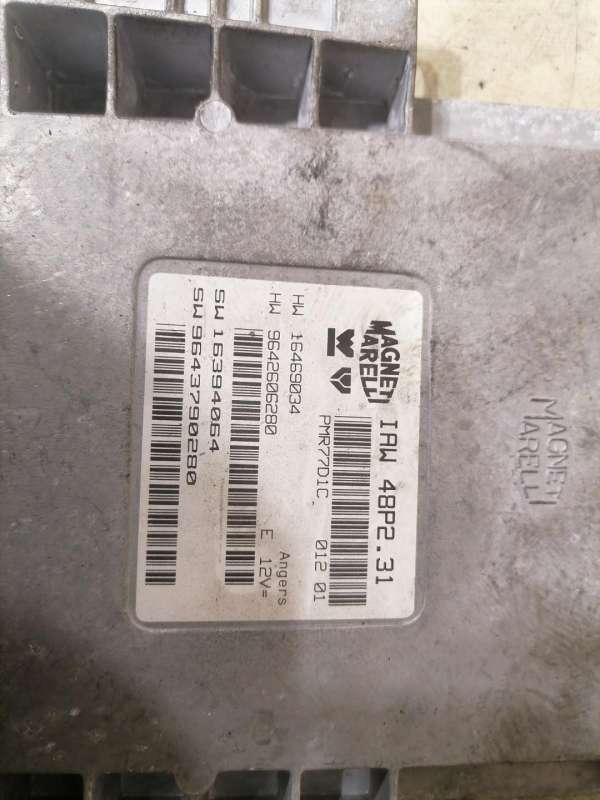 MAGNETI
MARELLI
IAW 48P2.31
PMR77D1C. 012 01
HW 16469034
HW 9642606280
Angers
E 12V=
SW 16394064
SW 9643790280
MAGNETI
MARELLI